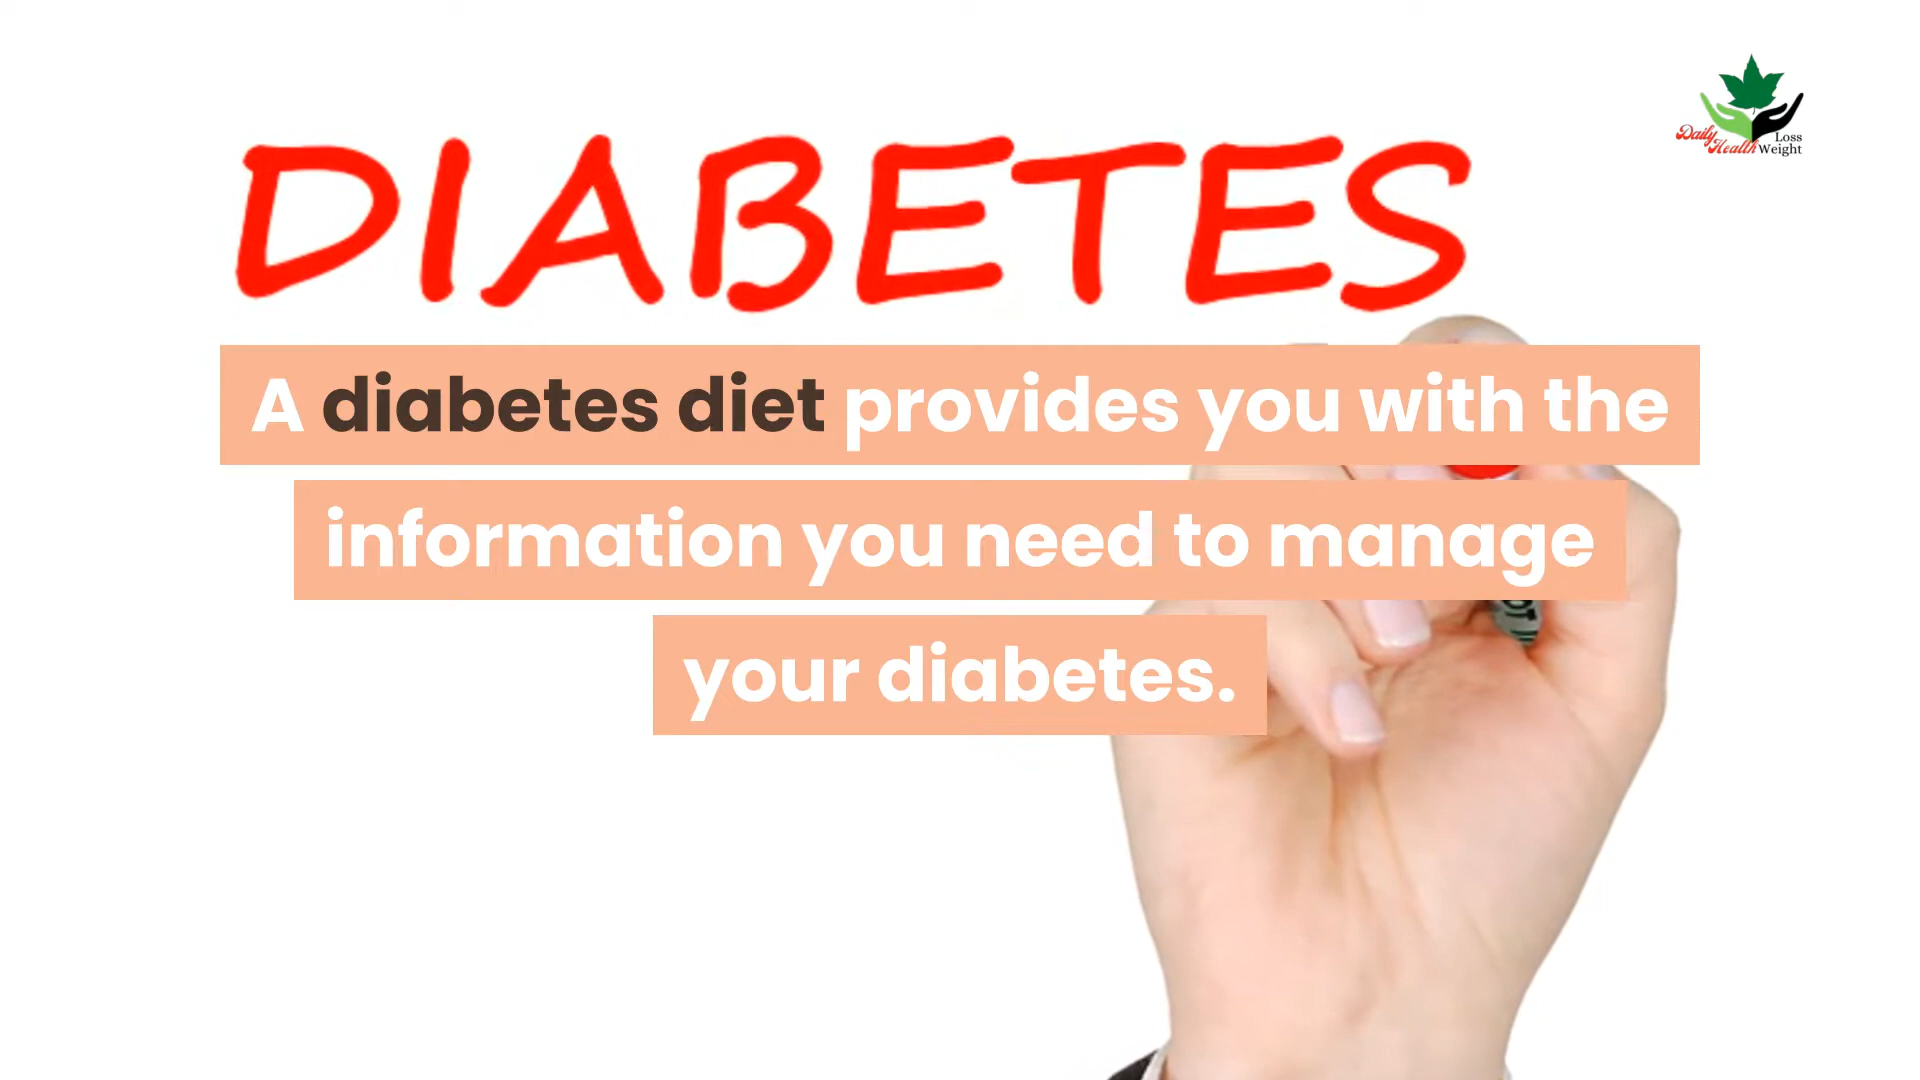 DIABETES
Daily Loss
Health Weight
A diabetes diet provides you with the
information you need to manage
your diabetes.